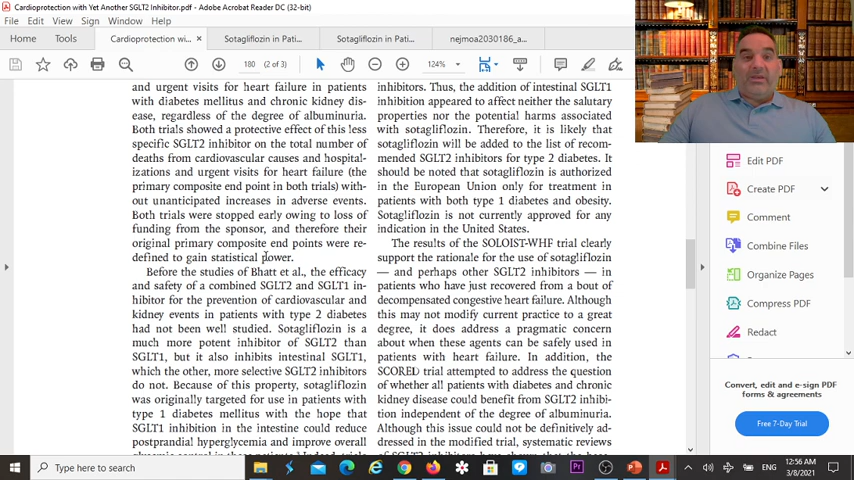 Cardioprotection with Yet Another SGLT2 Inhibitor.pdf - Adobe Acrobat Reader DC (32-bit)
File Edit View Sign Window Help
Home Tools Cardioprotection wi... × Sotagliflozin in Pati... Sotagliflozin in Pati... nejmoa2030186_a...
180 (2 of 3) 124%
and urgent visits for heart failure in patients
with diabetes mellitus and chronic kidney dis-
ease, regardless of the degree of albuminuria.
Both trials showed a protective effect of this less
specific SGLT2 inhibitor on the total number of
deaths from cardiovascular causes and hospital-
izations and urgent visits for heart failure (the
primary composite end point in both trials) with-
out unanticipated increases in adverse events.
Both trials were stopped early owing to loss of
funding from the sponsor, and therefore their
original primary composite end points were re-
defined to gain statistical power.
Before the studies of Bhatt et al., the efficacy
and safety of a combined SGLT2 and SGLT1 in-
hibitor for the prevention of cardiovascular and
kidney events in patients with type 2 diabetes
had not been well studied. Sotagliflozin is a
much more potent inhibitor of SGLT2 than
SGLT1, but it also inhibits intestinal SGLT1,
which the other, more selective SGLT2 inhibitors
do not. Because of this property, sotagliflozin
was originally targeted for use in patients with
type 1 diabetes mellitus with the hope that
SGLT1 inhibition in the intestine could reduce
postprandial hyperglycemia and improve overall
inhibitors. Thus, the addition of intestinal SGLT1
inhibition appeared to affect neither the salutary
properties nor the potential harms associated
with sotagliflozin. Therefore, it is likely that
sotagliflozin will be added to the list of recom-
mended SGLT2 inhibitors for type 2 diabetes. It
should be noted that sotagliflozin is authorized
in the European Union only for treatment in
patients with both type 1 diabetes and obesity.
Sotagliflozin is not currently approved for any
indication in the United States.
The results of the SOLOIST-WHF trial clearly
support the rationale for the use of sotagliflozin
— and perhaps other SGLT2 inhibitors — in
patients who have just recovered from a bout of
decompensated congestive heart failure. Although
this may not modify current practice to a great
degree, it does address a pragmatic concern
about when these agents can be safely used in
patients with heart failure. In addition, the
SCORED trial attempted to address the question
of whether all patients with diabetes and chronic
kidney disease could benefit from SGLT2 inhibi-
tion independent of the degree of albuminuria.
Although this issue could not be definitively ad-
dressed in the modified trial, systematic reviews
Edit PDF
Create PDF
Comment
Combine Files
Organize Pages
Compress PDF
Redact
Convert, edit and e-sign PDF
forms & agreements
Free 7-Day Trial
Type here to search
ENG
12:56 AM
3/8/2021